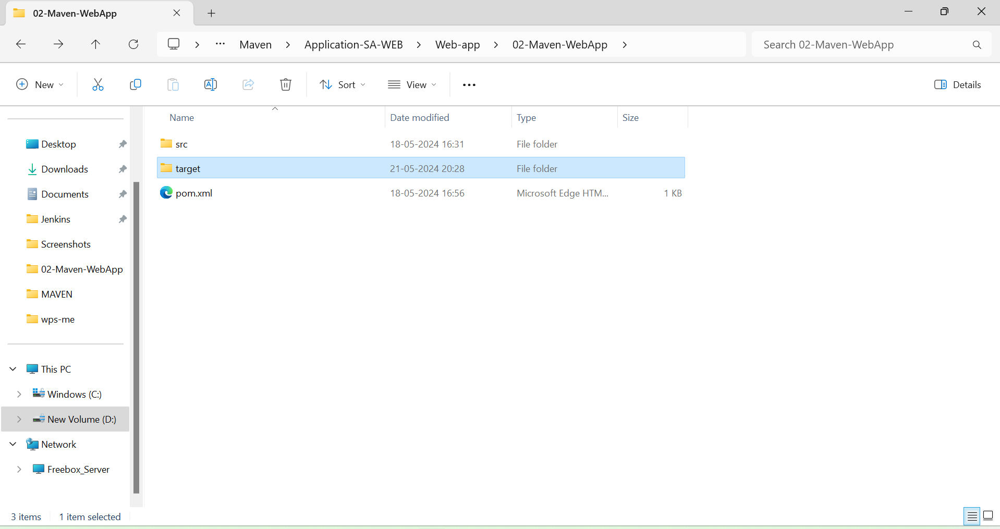 02-Maven-WebApp
Maven > Application-SA-WEB > Web-app > 02-Maven-WebApp >
Search 02-Maven-WebApp
New
Sort
View
Details
Name Date modified Type Size
src 18-05-2024 16:31 File folder
target 21-05-2024 20:28 File folder
pom.xml 18-05-2024 16:56 Microsoft Edge HTM... 1 KB
Desktop
Downloads
Documents
Jenkins
Screenshots
02-Maven-WebApp
MAVEN
wps-me
This PC
Windows (C:)
New Volume (D:)
Network
Freebox_Server
3 items 1 item selected